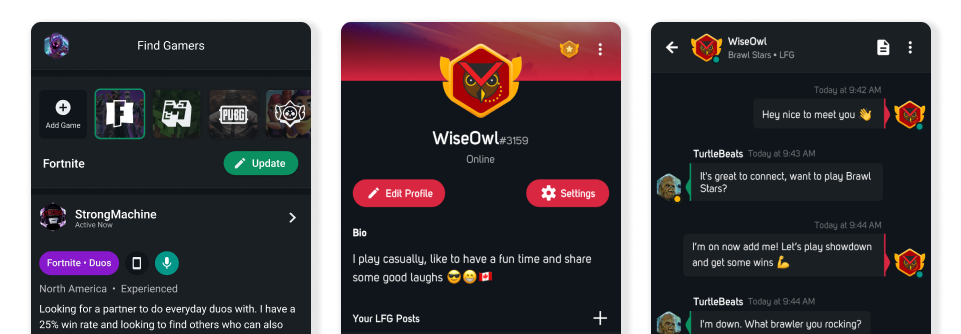 Find Gamers
Add Game
PUBG
Fortnite
Update
StrongMachine
Active Now
Fortnite • Duos
North America • Experienced
Looking for a partner to do everyday duos with. I have a
25% win rate and looking to find others who can also
WiseOwl#3159
Online
Edit Profile
Settings
Bio
I play casually, like to have a fun time and share
some good laughs 😎😁🇨🇦
Your LFG Posts
WiseOwl
Brawl Stars • LFG
Today at 9:42 AM
Hey nice to meet you 👋
TurtleBeats Today at 9:43 AM
It's great to connect, want to play Brawl
Stars?
Today at 9:44 AM
I'm on now add me! Let's play showdown
and get some wins 💪
TurtleBeats Today at 9:44 AM
I'm down. What brawler you rocking?